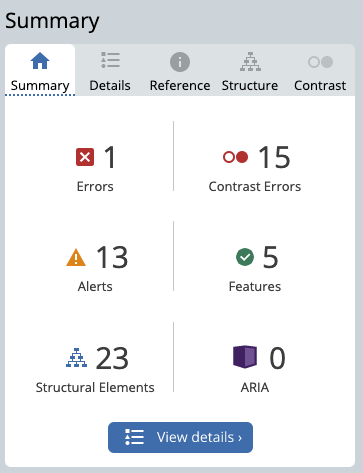 Summary
Summary Details Reference Structure Contrast
1 15
Errors Contrast Errors
13 5
Alerts Features
23 0
Structural Elements ARIA
View details ›